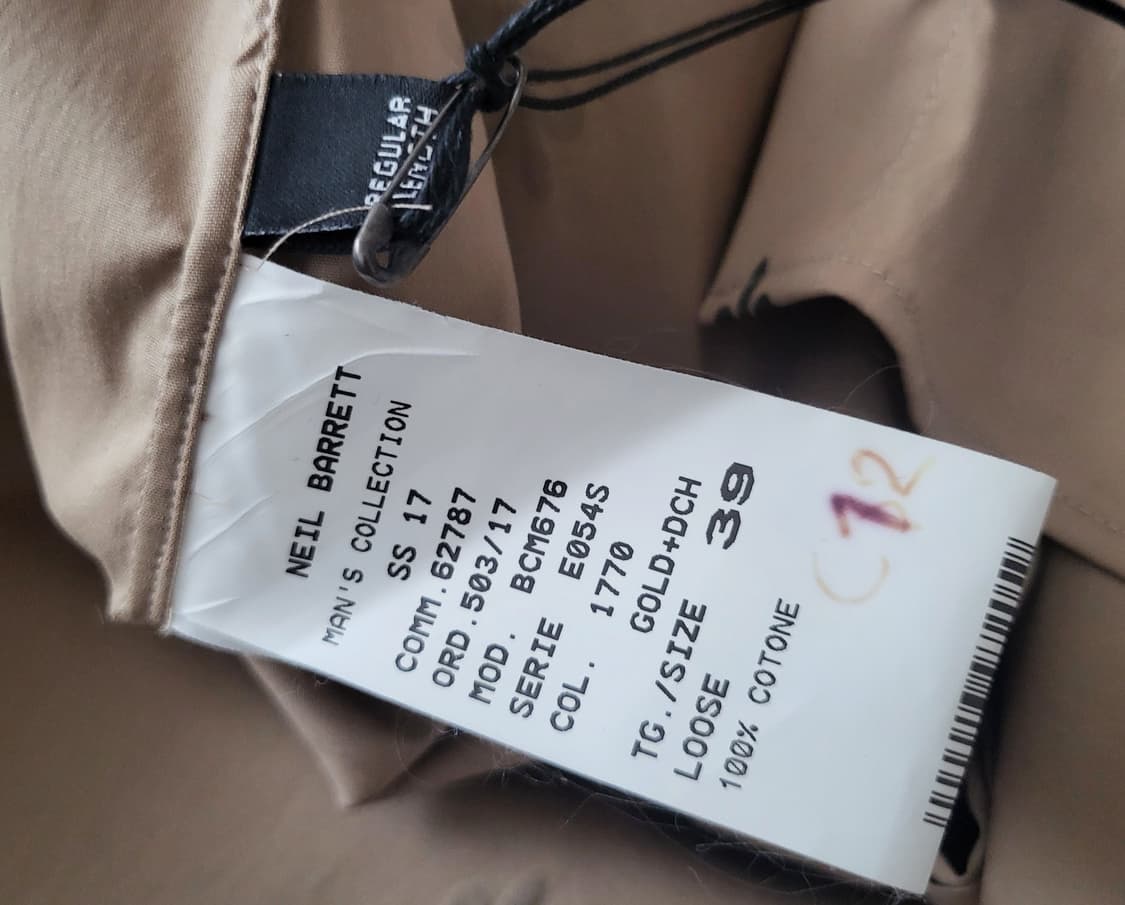 REGULAR
LENGTH
NEIL BARRETT
MAN'S COLLECTION
SS 17
COMM.62787
ORD.503/17
MOD. BCM676
SERIE E054S
COL. 1770
GOLD+DCH
TG./SIZE 39
LOOSE
100% COTONE